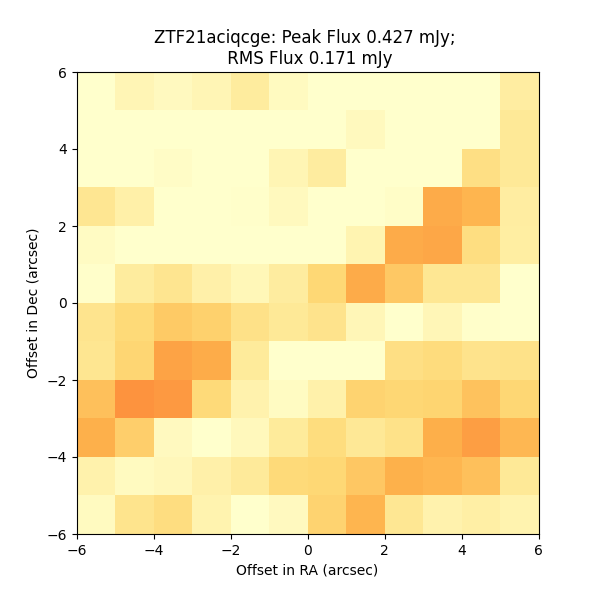 ZTF21aciqcge: Peak Flux 0.427 mJy;
RMS Flux 0.171 mJy
6
4
2
0
−2
−4
−6
Offset in Dec (arcsec)
−6 −4 −2 0 2 4 6
Offset in RA (arcsec)